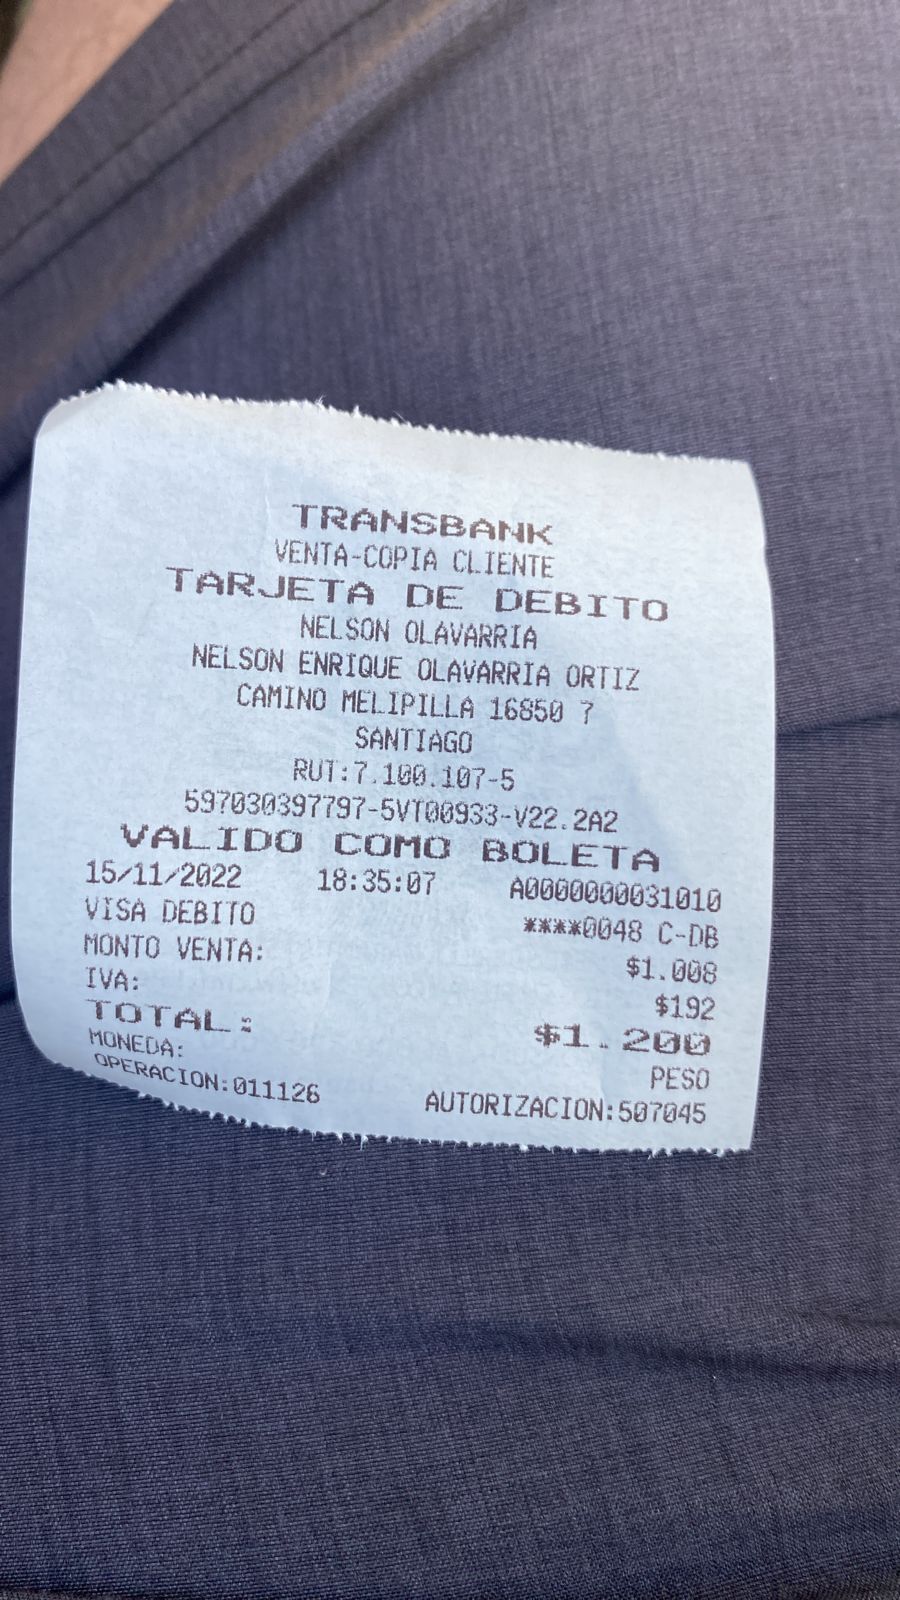 TRANSBANK
VENTA-COPIA CLIENTE
TARJETA DE DEBITO
NELSON OLAVARRIA
NELSON ENRIQUE OLAVARRIA ORTIZ
CAMINO MELIPILLA 16850 7
SANTIAGO
RUT:7.100.107-5
597030397797-5VT00933-V22.2A2
VALIDO COMO BOLETA
15/11/2022 18:35:07 A0000000031010
VISA DEBITO ****0048 C-DB
MONTO VENTA: $1.008
IVA: $192
TOTAL: $1.200
MONEDA: PESO
OPERACION:011126 AUTORIZACION:507045